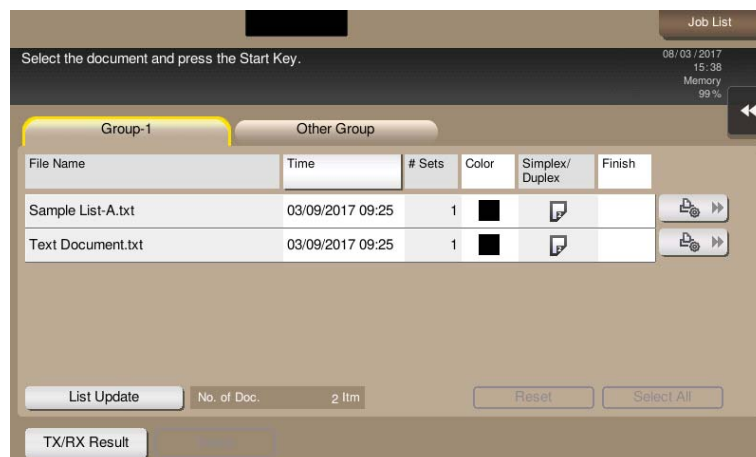 Job List
Select the document and press the Start Key.
08/03/2017
15:38
Memory
99 %
Group-1
Other Group
File Name
Time
# Sets
Color
Simplex/
Duplex
Finish
Sample List-A.txt
03/09/2017 09:25
1
Text Document.txt
03/09/2017 09:25
1
List Update
No. of Doc.
2 Itm
Reset
Select All
TX/RX Result